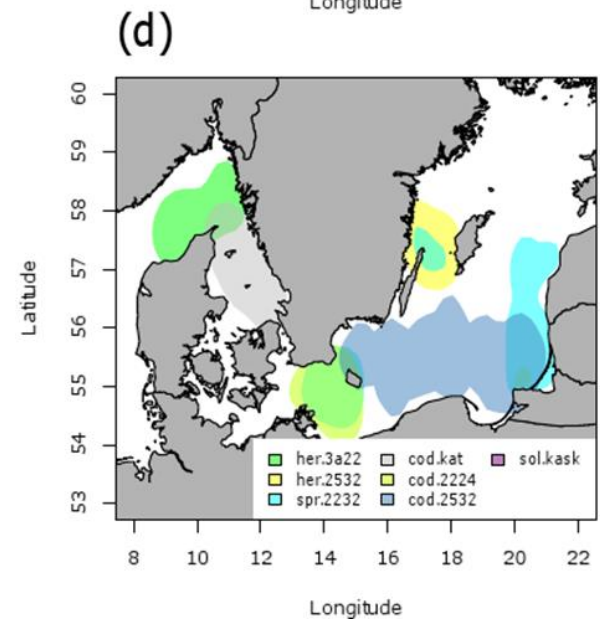 Longitude
(d)
60
59
58
57
56
55
54
53
Latitude
her.3a22 cod.kat sol.kask
her.2532 cod.2224
spr.2232 cod.2532
8 10 12 14 16 18 20 22
Longitude